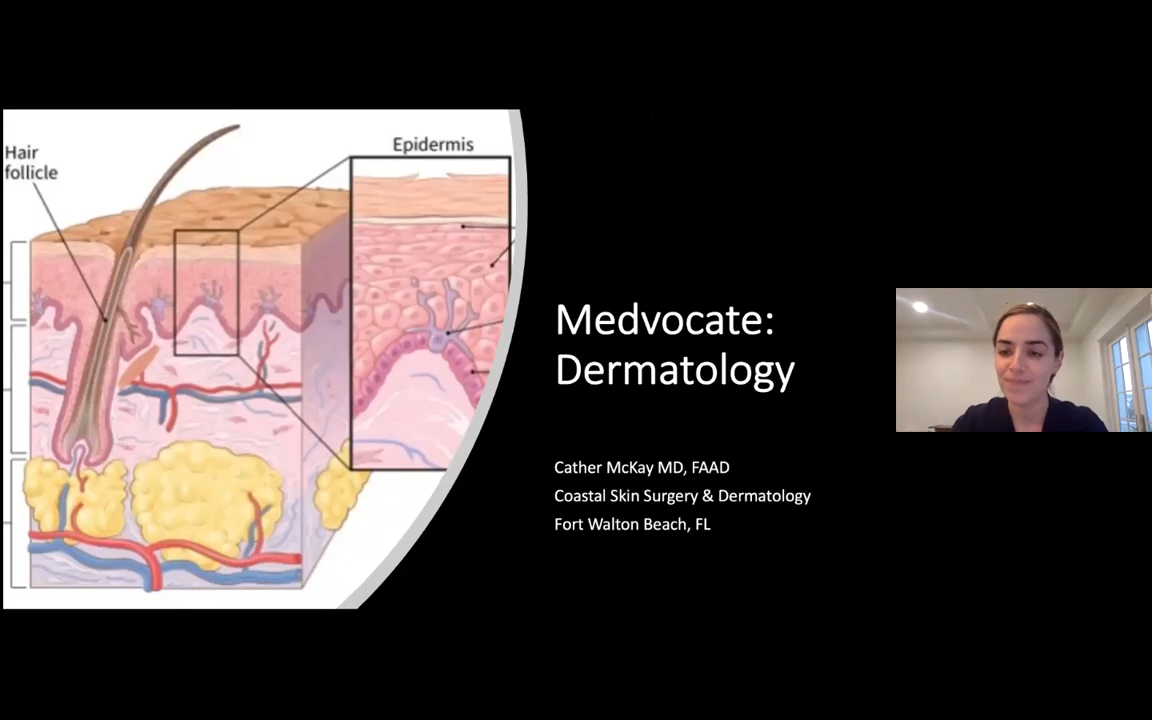 Hair
follicle
Epidermis
Medvocate:
Dermatology
Cather McKay MD, FAAD
Coastal Skin Surgery & Dermatology
Fort Walton Beach, FL